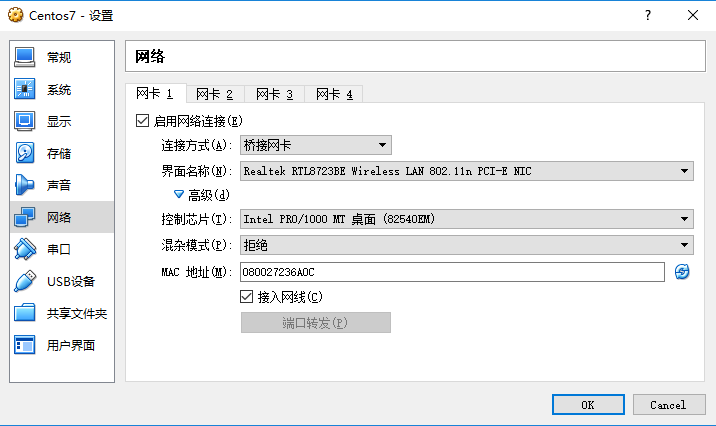 Centos7 - 设置
常规
系统
显示
存储
声音
网络
串口
USB设备
共享文件夹
用户界面
网络
网卡 1 网卡 2 网卡 3 网卡 4
启用网络连接(E)
连接方式(A): 桥接网卡
界面名称(N): Realtek RTL8723BE Wireless LAN 802.11n PCI-E NIC
高级(d)
控制芯片(T): Intel PRO/1000 MT 桌面 (82540EM)
混杂模式(P): 拒绝
MAC 地址(M): 080027236A0C
接入网线(C)
端口转发(P)
OK Cancel